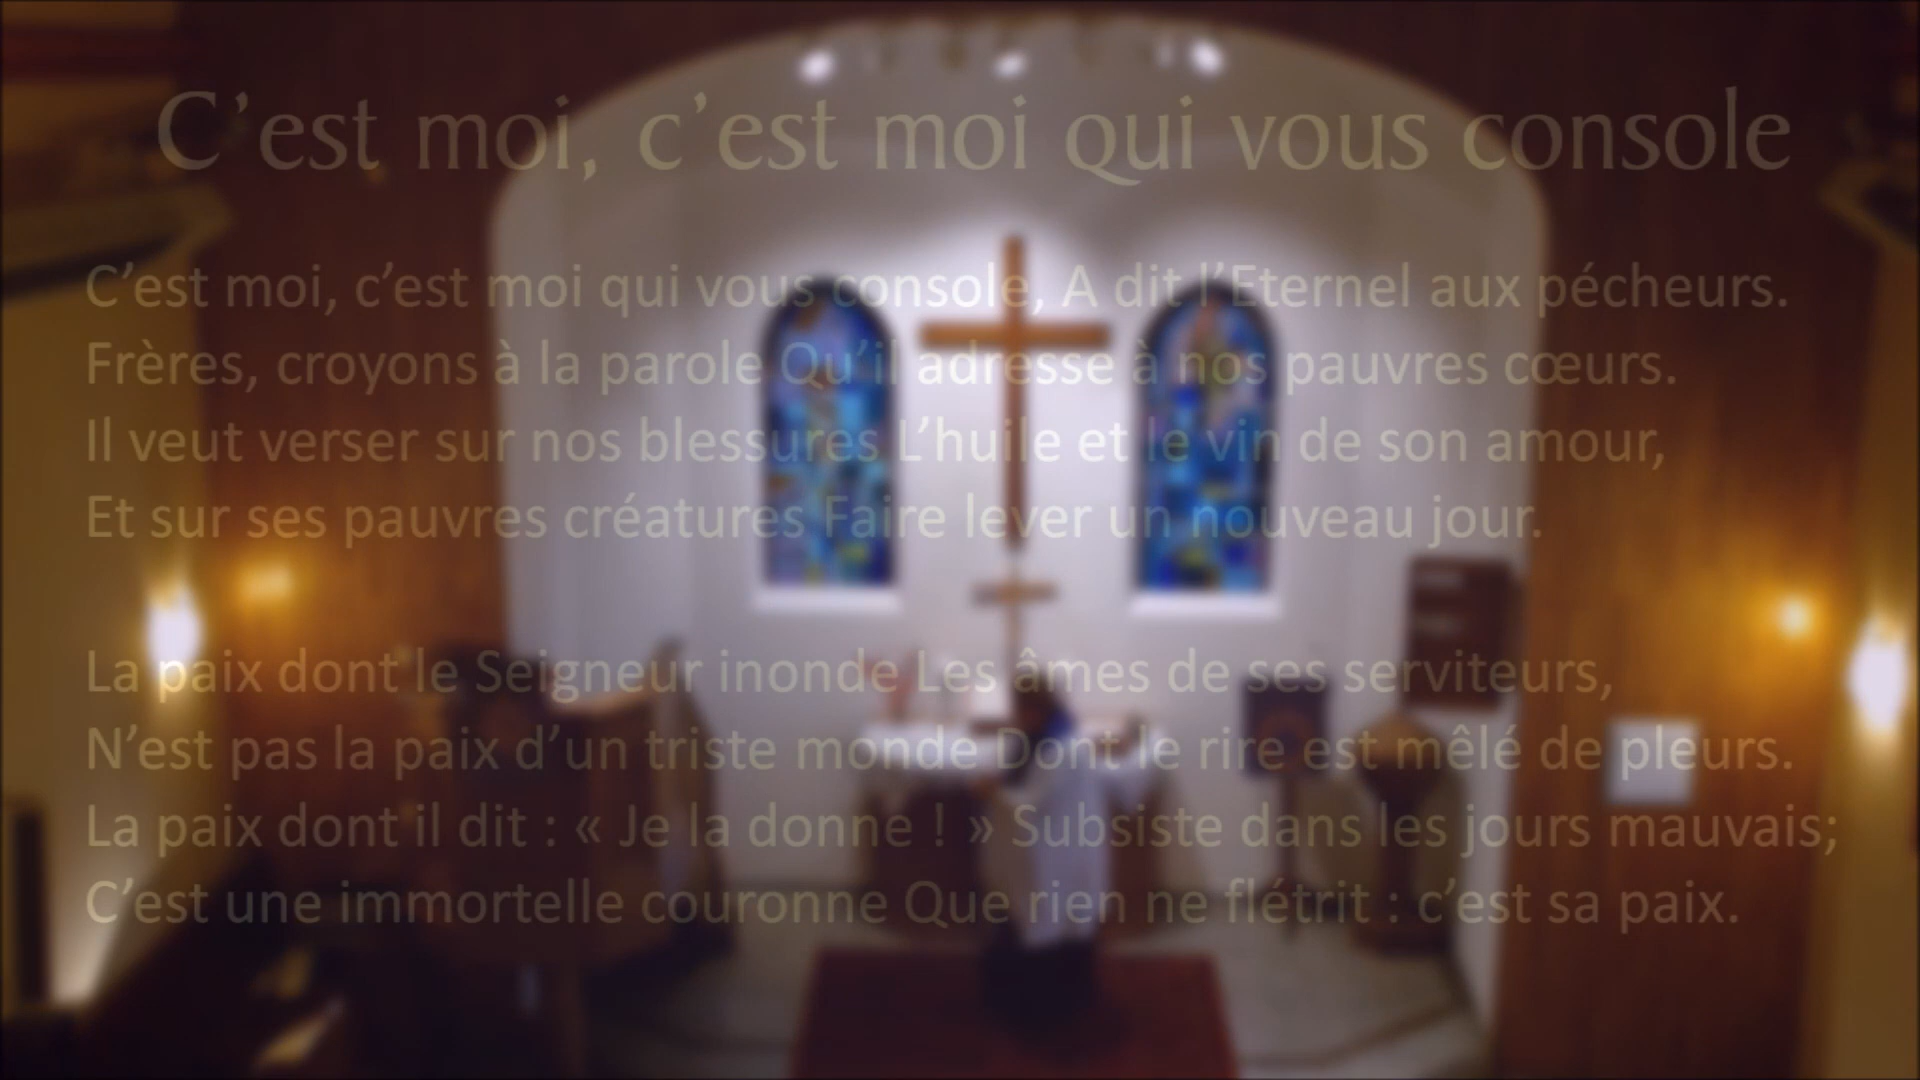 C’est moi, c’est moi qui vous console
C’est moi, c’est moi qui vous console, A dit l’Eternel aux pécheurs.
Frères, croyons à la parole Qu’il adresse à nos pauvres cœurs.
Il veut verser sur nos blessures L’huile et le vin de son amour,
Et sur ses pauvres créatures Faire lever un nouveau jour.
La paix dont le Seigneur inonde Les âmes de ses serviteurs,
N’est pas la paix d’un triste monde Dont le rire est mêlé de pleurs.
La paix dont il dit : « Je la donne ! » Subsiste dans les jours mauvais;
C’est une immortelle couronne Que rien ne flétrit : c’est sa paix.